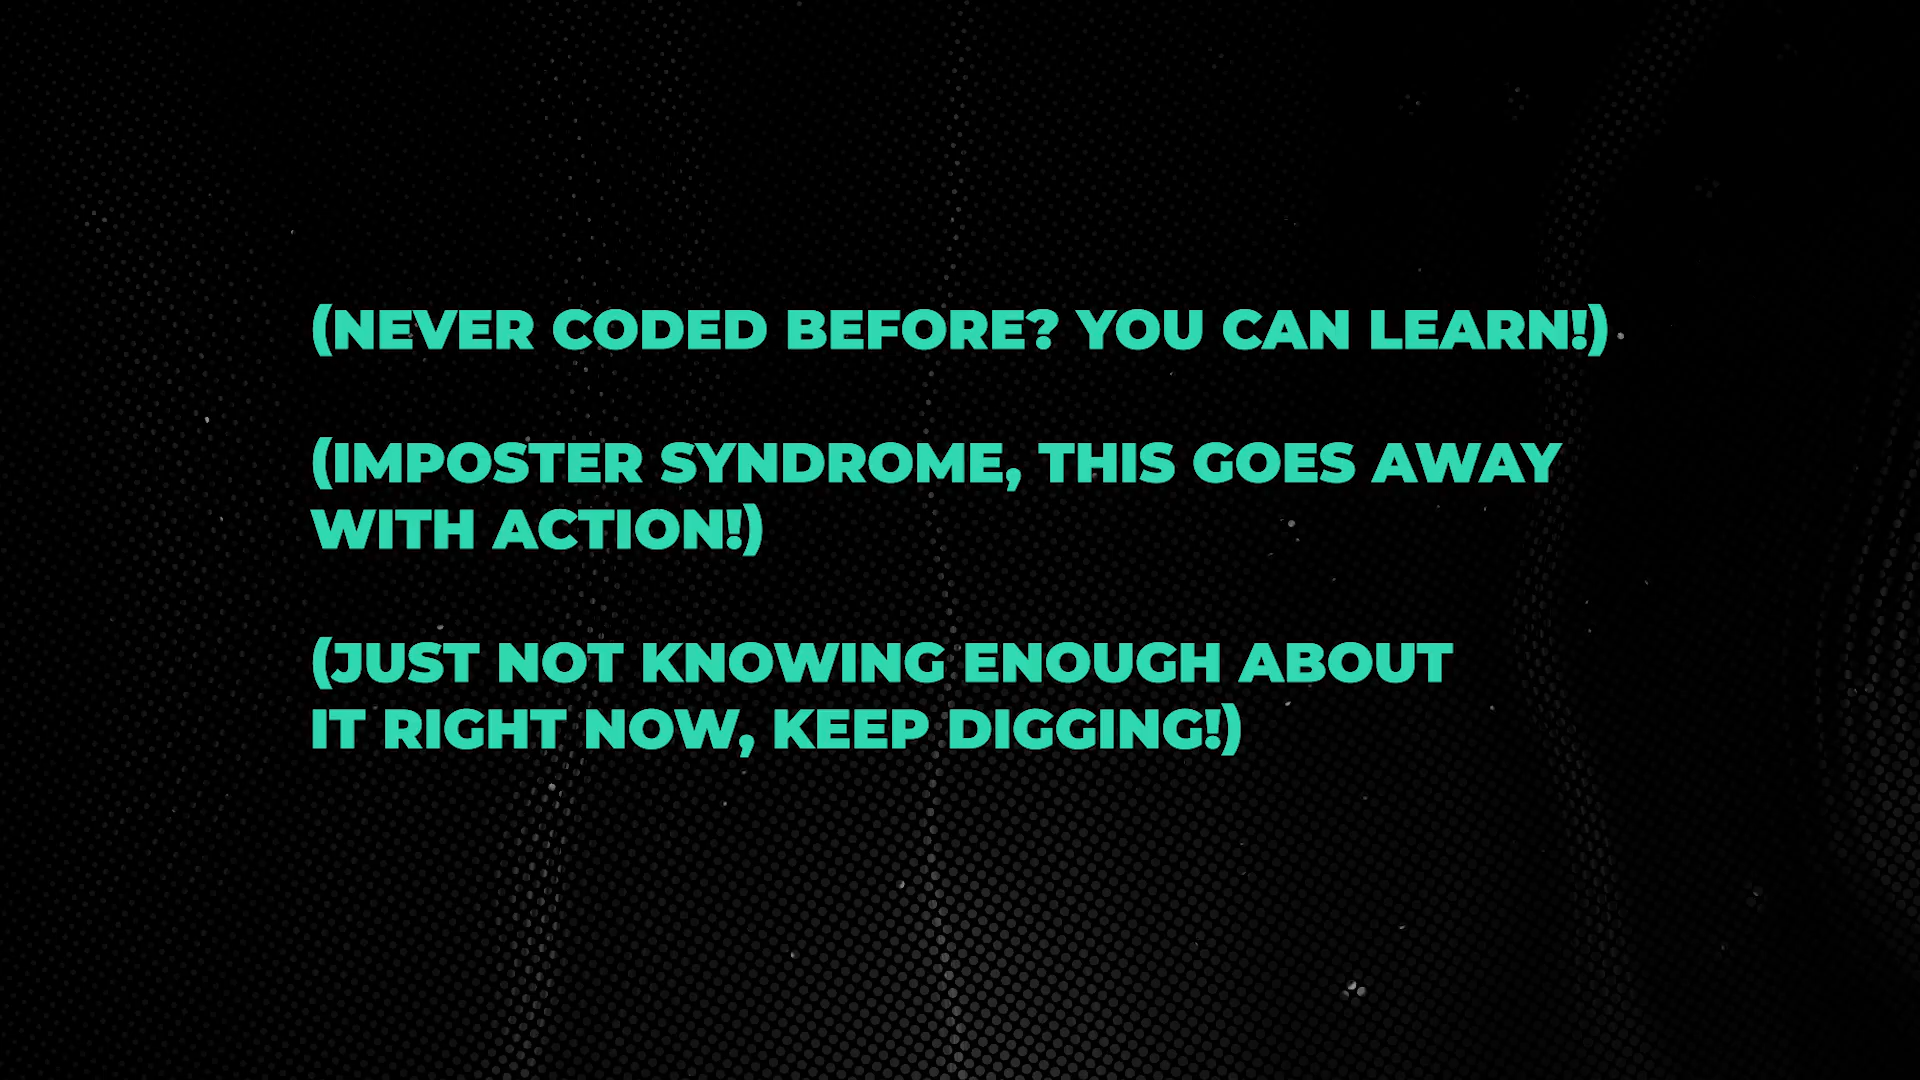 (NEVER CODED BEFORE? YOU CAN LEARN!)
(IMPOSTER SYNDROME, THIS GOES AWAY
WITH ACTION!)
(JUST NOT KNOWING ENOUGH ABOUT
IT RIGHT NOW, KEEP DIGGING!)